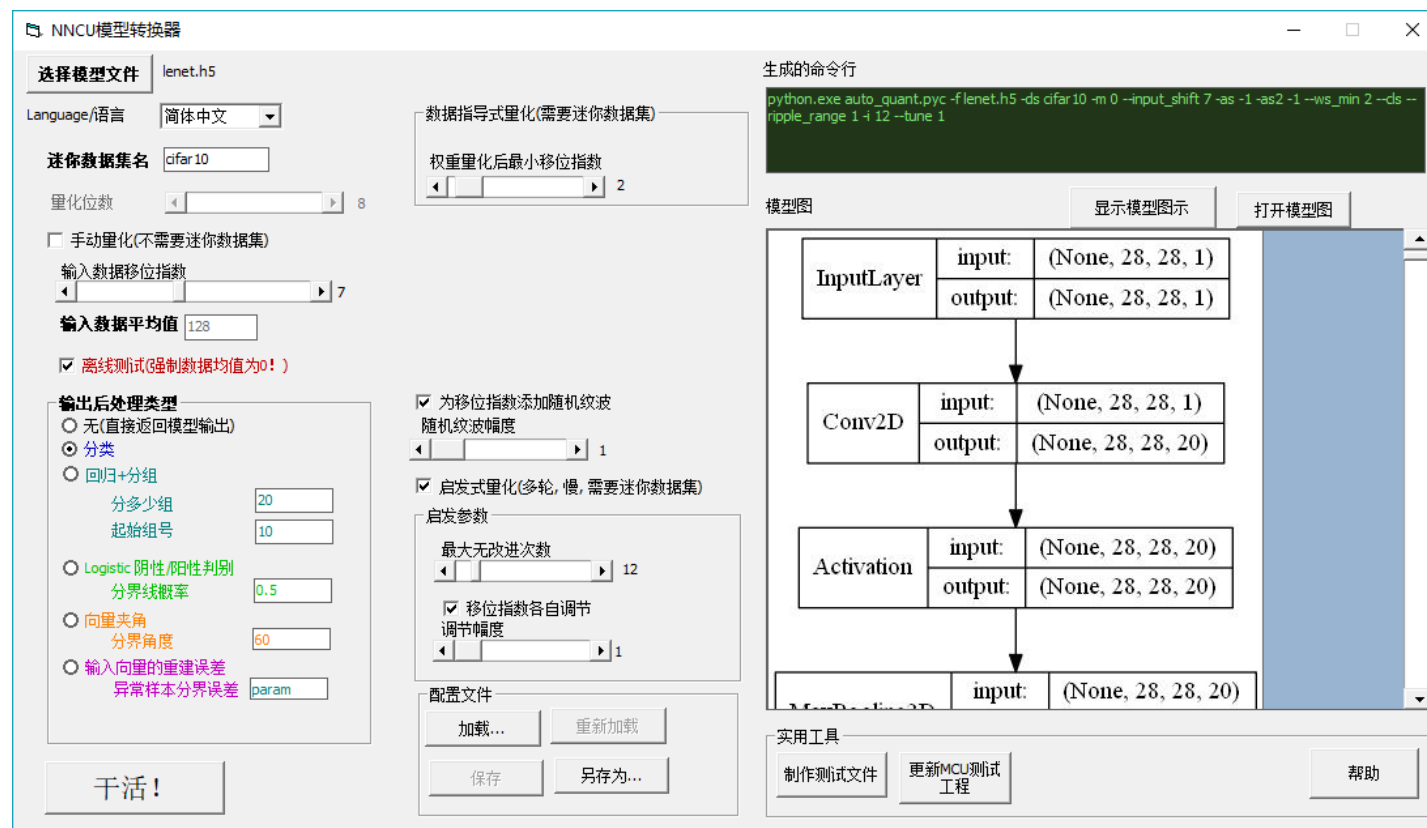 NNCU模型转换器
选择模型文件 lenet.h5
Language/语言 简体中文
迷你数据集名 cifar10
量化位数 8
手动量化(不需要迷你数据集)
输入数据移位指数
7
输入数据平均值 128
离线测试(强制数据均值为0! )
输出后处理类型
无(直接返回模型输出)
分类
回归+分组
分多少组 20
起始组号 10
Logistic 阴性/阳性判别
分界线概率 0.5
向量夹角
分界角度 60
输入向量的重建误差
异常样本分界误差 param
干活!
数据指导式量化(需要迷你数据集)
权重量化后最小移位指数
2
为移位指数添加随机纹波
随机纹波幅度
1
启发式量化(多轮, 慢, 需要迷你数据集)
启发参数
最大无改进次数
12
移位指数各自调节
调节幅度
1
配置文件
加载... 重新加载
保存 另存为...
生成的命令行
python.exe auto_quant.pyc -f lenet.h5 -ds cifar10 -m 0 --input_shift 7 -as -1 -as2 -1 --ws_min 2 --cls --
ripple_range 1 -i 12 --tune 1
模型图 显示模型图示 打开模型图
InputLayer input: (None, 28, 28, 1)
output: (None, 28, 28, 1)
Conv2D input: (None, 28, 28, 1)
output: (None, 28, 28, 20)
Activation input: (None, 28, 28, 20)
output: (None, 28, 28, 20)
input: (None, 28, 28, 20)
实用工具
制作测试文件 更新MCU测试
工程
帮助